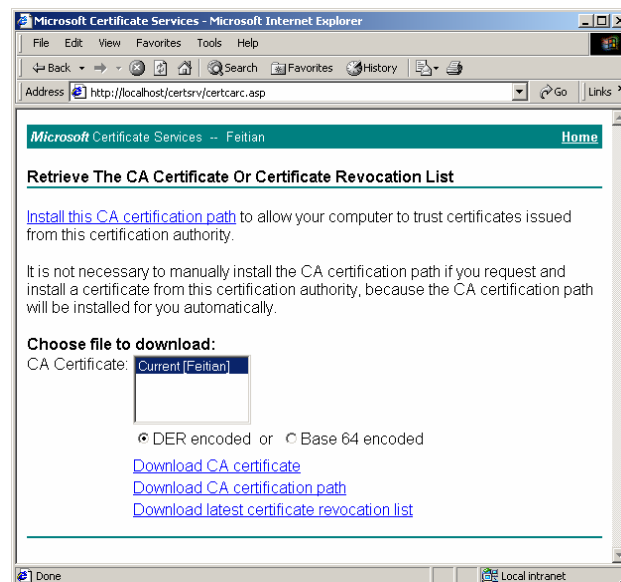 Microsoft Certificate Services - Microsoft Internet Explorer
File Edit View Favorites Tools Help
Back Search Favorites History
Address http://localhost/certsrv/certcarc.asp Go Links
Microsoft Certificate Services -- Feitian Home
Retrieve The CA Certificate Or Certificate Revocation List
Install this CA certification path to allow your computer to trust certificates issued
from this certification authority.
It is not necessary to manually install the CA certification path if you request and
install a certificate from this certification authority, because the CA certification path
will be installed for you automatically.
Choose file to download:
CA Certificate: Current [Feitian]
DER encoded or Base 64 encoded
Download CA certificate
Download CA certification path
Download latest certificate revocation list
Done Local intranet